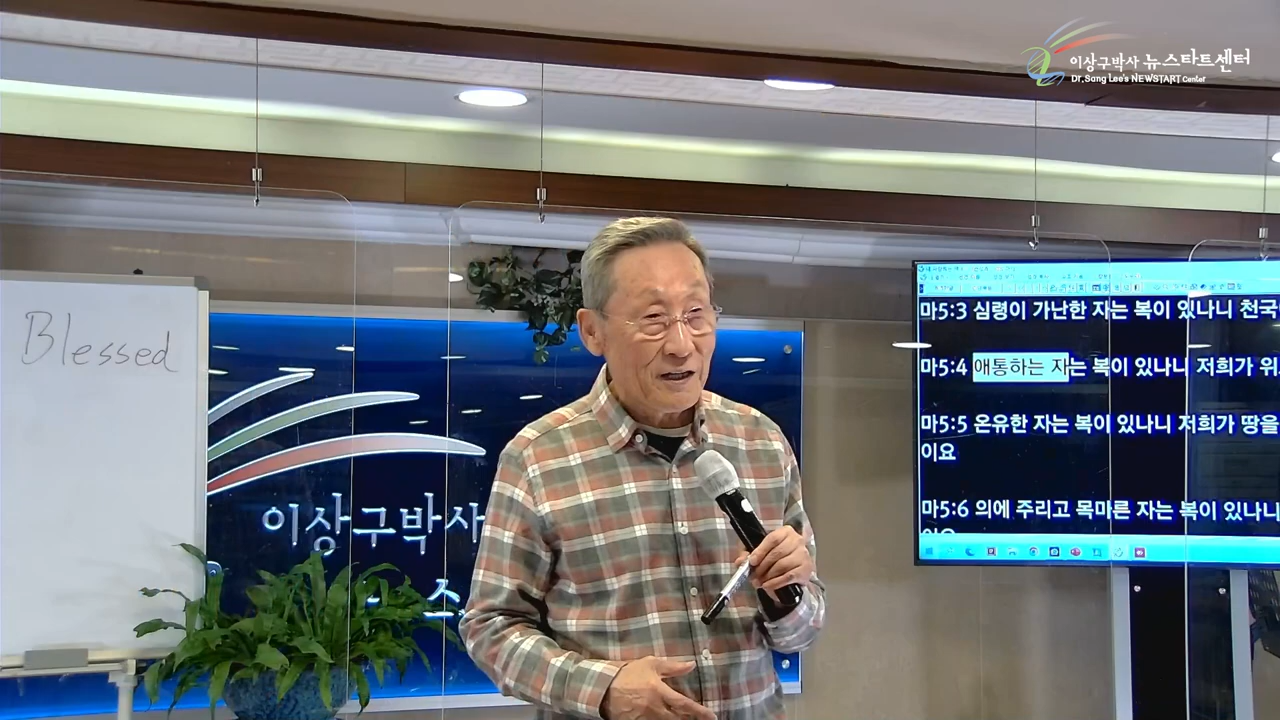 이상구박사 뉴스타트센터
Dr. Sang Lee's NEWSTART Center
Blessed
이상구박사
스
마5:3 심령이 가난한 자는 복이 있나니 천국
마5:4 애통하는 자는 복이 있나니 저희가 위
마5:5 온유한 자는 복이 있나니 저희가 땅을
이요
마5:6 의에 주리고 목마른 자는 복이 있나니